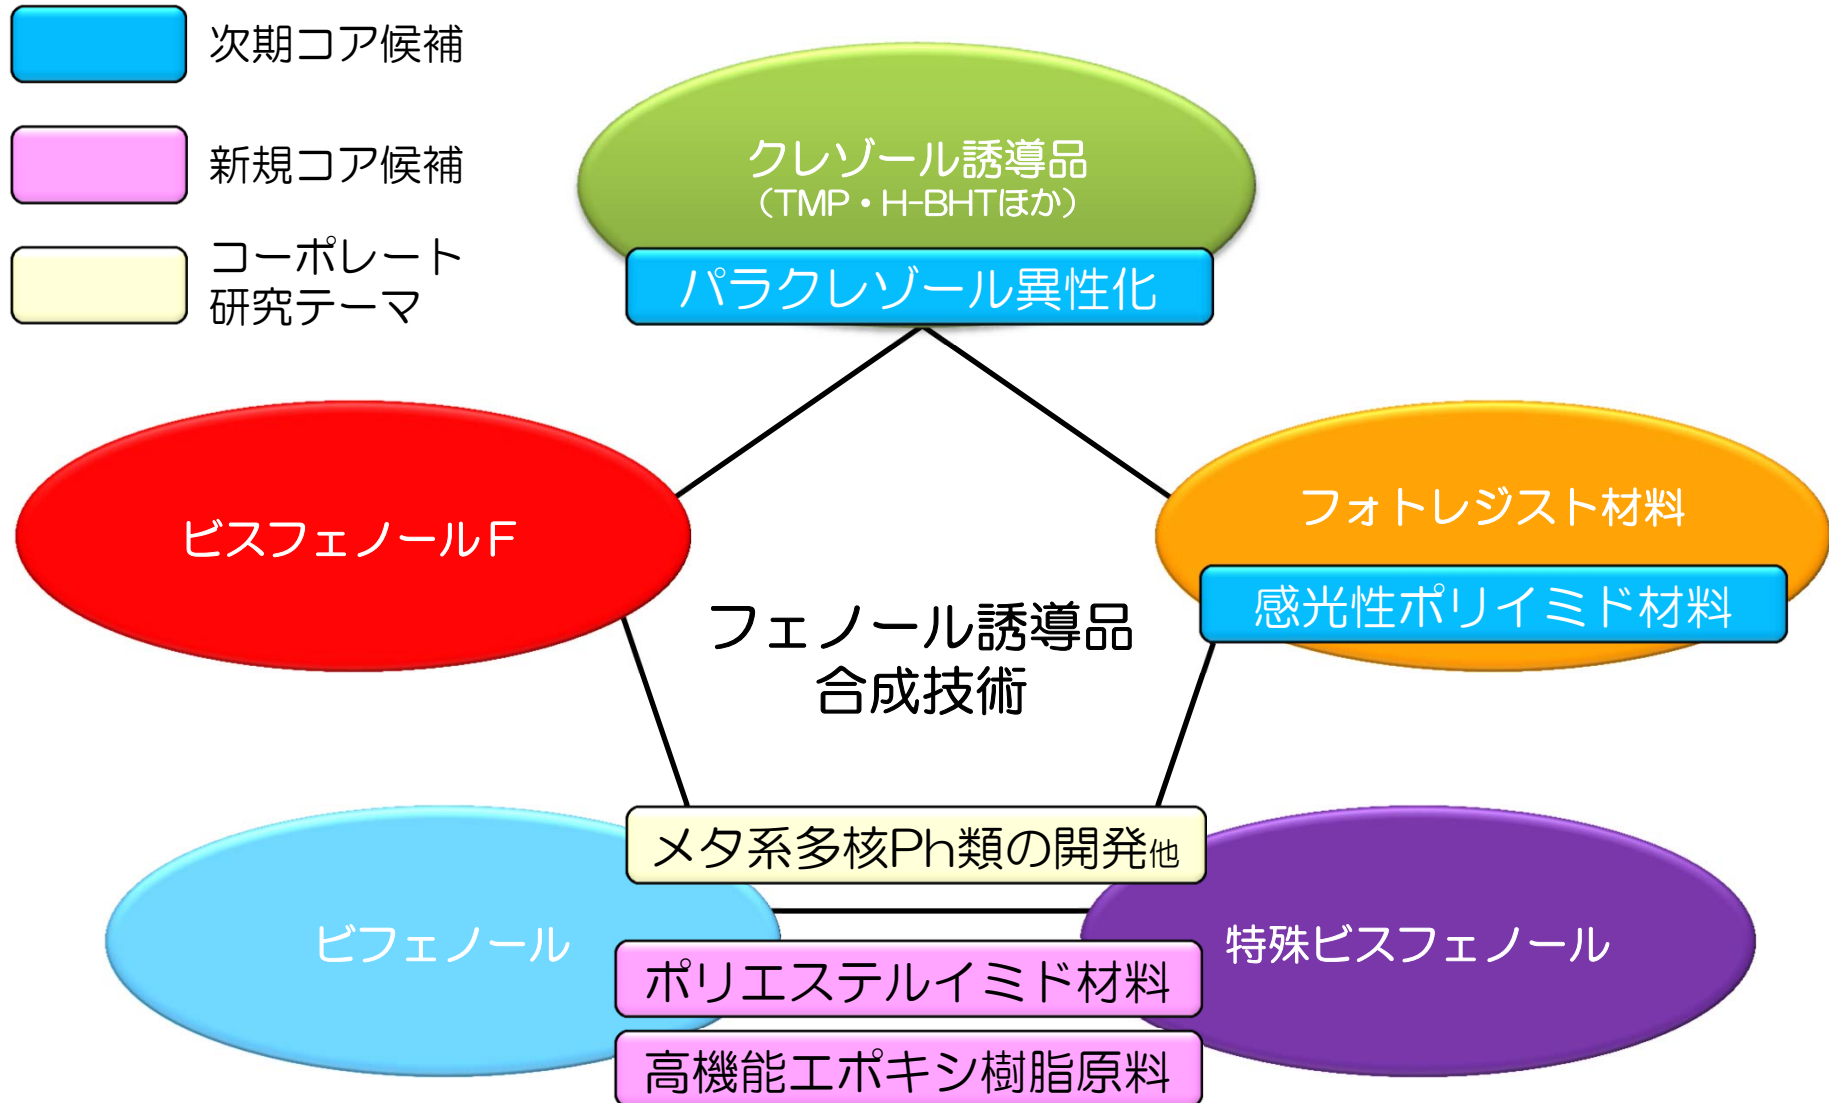 次期コア候補
新規コア候補
コーポレート
研究テーマ
クレゾール誘導品
（TMP・H-BHTほか）
パラクレゾール異性化
ビスフェノールF
フォトレジスト材料
感光性ポリイミド材料
フェノール誘導品
合成技術
メタ系多核Ph類の開発他
ビフェノール
特殊ビスフェノール
ポリエステルイミド材料
高機能エポキシ樹脂原料